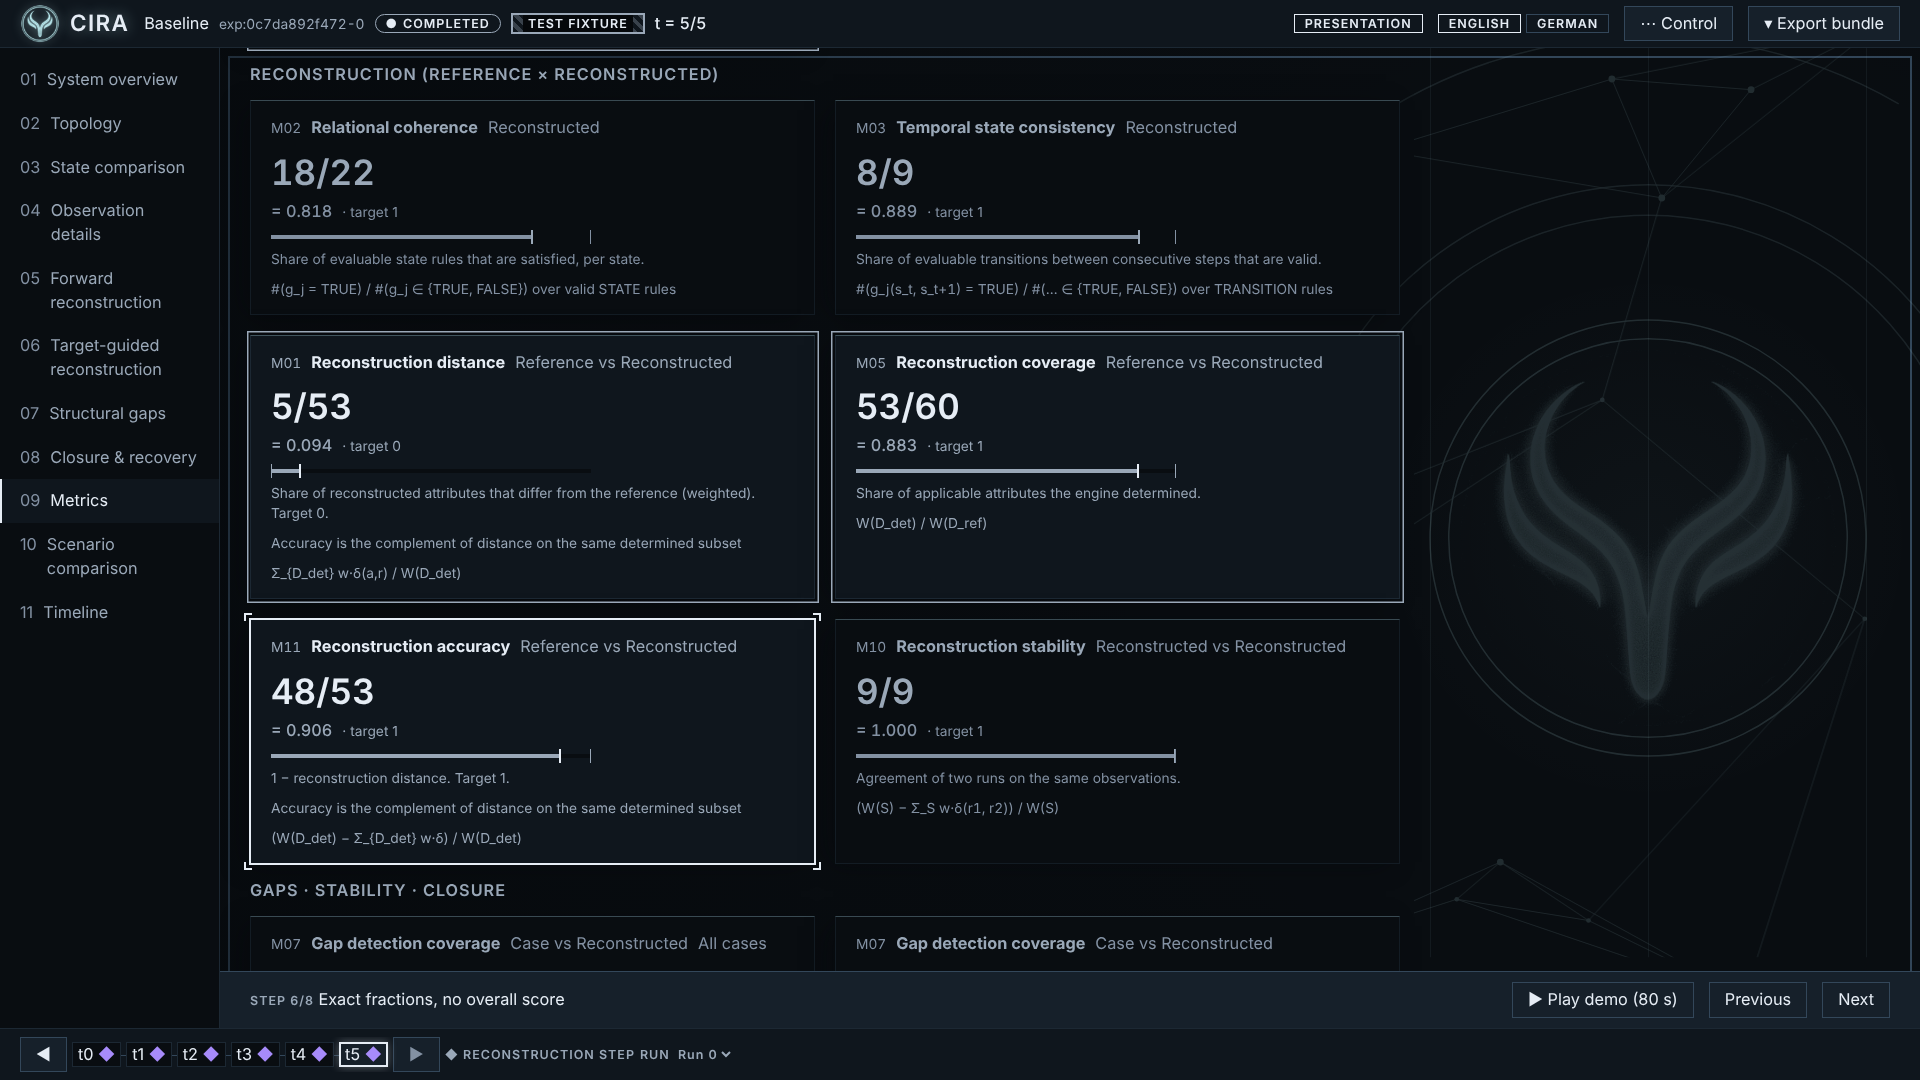 CIRA Baseline exp:0c7da892f472-0 COMPLETED TEST FIXTURE t = 5/5 PRESENTATION ENGLISH GERMAN ··· Control ▾ Export bundle
01 System overview
02 Topology
03 State comparison
04 Observation
details
05 Forward
reconstruction
06 Target-guided
reconstruction
07 Structural gaps
08 Closure & recovery
09 Metrics
10 Scenario
comparison
11 Timeline
RECONSTRUCTION (REFERENCE × RECONSTRUCTED)
M02 Relational coherence Reconstructed
18/22
= 0.818 · target 1
Share of evaluable state rules that are satisfied, per state.
#(g_j = TRUE) / #(g_j ∈ {TRUE, FALSE}) over valid STATE rules
M03 Temporal state consistency Reconstructed
8/9
= 0.889 · target 1
Share of evaluable transitions between consecutive steps that are valid.
#(g_j(s_t, s_t+1) = TRUE) / #(... ∈ {TRUE, FALSE}) over TRANSITION rules
M01 Reconstruction distance Reference vs Reconstructed
5/53
= 0.094 · target 0
Share of reconstructed attributes that differ from the reference (weighted).
Target 0.
Accuracy is the complement of distance on the same determined subset
Σ_{D_det} w·δ(a,r) / W(D_det)
M05 Reconstruction coverage Reference vs Reconstructed
53/60
= 0.883 · target 1
Share of applicable attributes the engine determined.
W(D_det) / W(D_ref)
M11 Reconstruction accuracy Reference vs Reconstructed
48/53
= 0.906 · target 1
1 − reconstruction distance. Target 1.
Accuracy is the complement of distance on the same determined subset
(W(D_det) − Σ_{D_det} w·δ) / W(D_det)
M10 Reconstruction stability Reconstructed vs Reconstructed
9/9
= 1.000 · target 1
Agreement of two runs on the same observations.
(W(S) − Σ_S w·δ(r1, r2)) / W(S)
GAPS · STABILITY · CLOSURE
M07 Gap detection coverage Case vs Reconstructed All cases
M07 Gap detection coverage Case vs Reconstructed
STEP 6/8 Exact fractions, no overall score ▶ Play demo (80 s) Previous Next
◀ t0 ◆ t1 ◆ t2 ◆ t3 ◆ t4 ◆ t5 ◆ ▶ ◆ RECONSTRUCTION STEP RUN Run 0